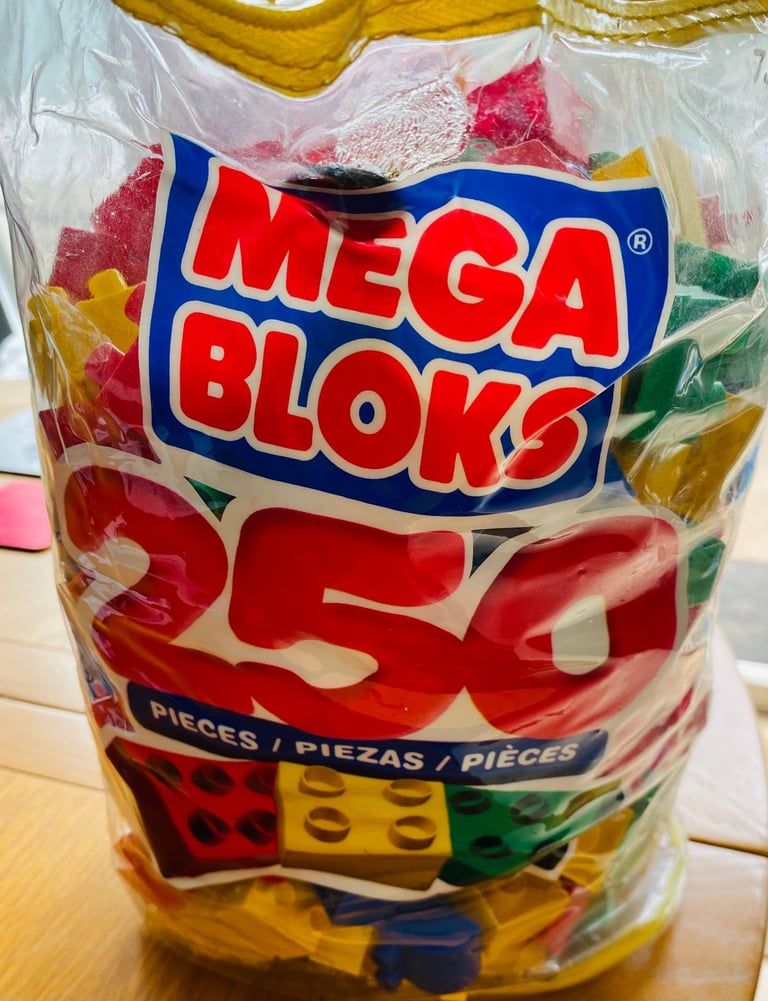 MEGA
BLOKS®
250
PIECES / PIEZAS / PIÈCES